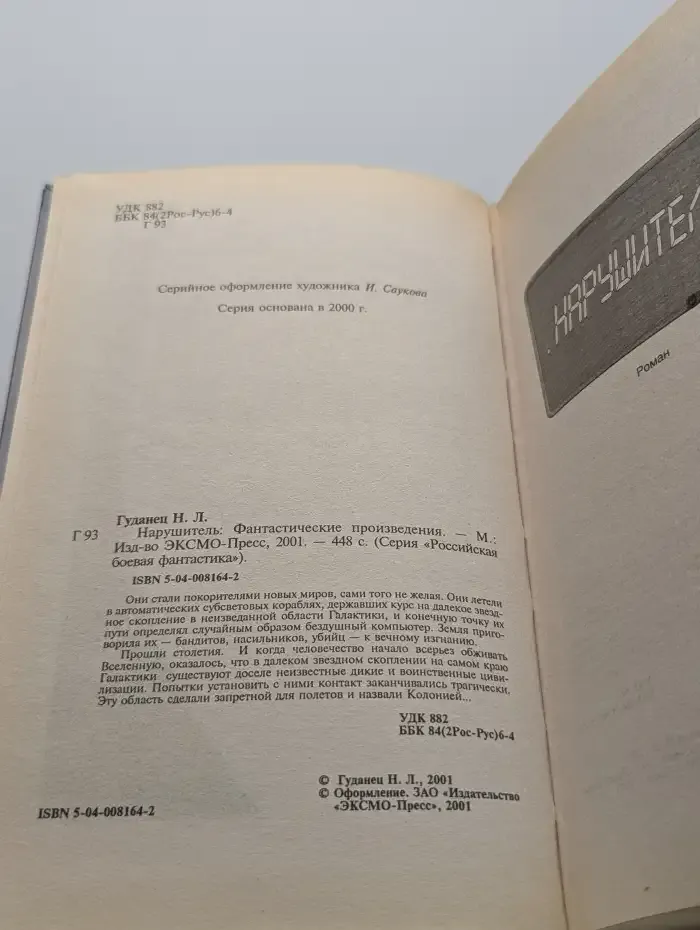 УДК 882
ББК 84(2Рос-Рус)6-4
Г 93
Серийное оформление художника И. Саукова
Серия основана в 2000 г.
Гуданец Н. Л.
Г 93 Нарушитель: Фантастические произведения. — М.:
Изд-во ЭКСМО-Пресс, 2001. — 448 с. (Серия «Российская
боевая фантастика»).
ISBN 5-04-008164-2
Они стали покорителями новых миров, сами того не желая. Они летели
в автоматических субсветовых кораблях, державших курс на далекое звезд-
ное скопление в неизведанной области Галактики, и конечную точку их
пути определял случайным образом бездушный компьютер. Земля приго-
ворила их — бандитов, насильников, убийц — к вечному изгнанию.
Прошли столетия. И когда человечество начало всерьез обживать
Вселенную, оказалось, что в далеком звездном скоплении на самом краю
Галактики существуют доселе неизвестные дикие и воинственные циви-
лизации. Попытки установить с ними контакт заканчивались трагически.
Эту область сделали запретной для полетов и назвали Колонией...
УДК 882
ББК 84(2Рос-Рус)6-4
© Гуданец Н. Л., 2001
© Оформление. ЗАО «Издательство
«ЭКСМО-Пресс», 2001
ISBN 5-04-008164-2
НАРУШИТЕЛ
Роман